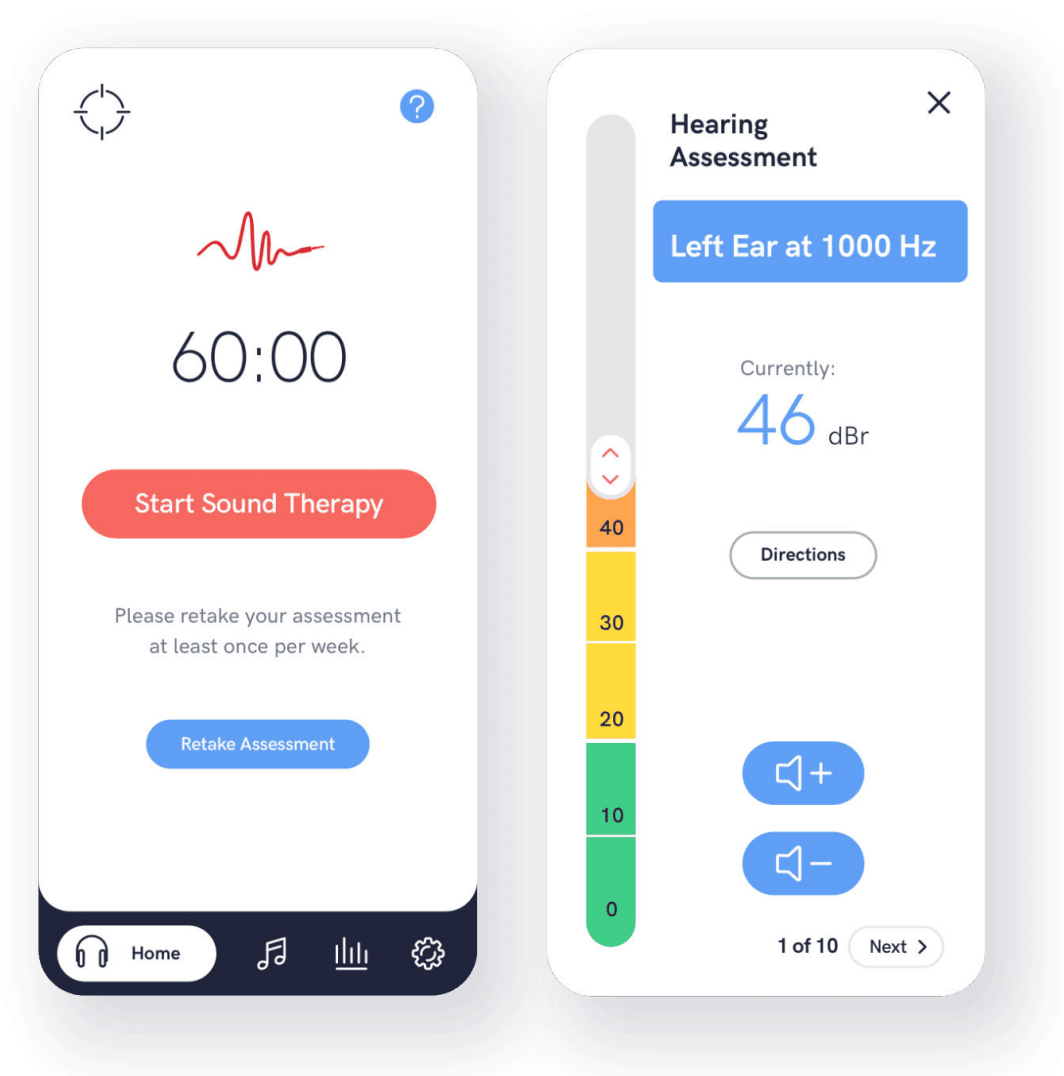 ?
60:00
Start Sound Therapy
Please retake your assessment
at least once per week.
Retake Assessment
Home
Hearing
Assessment
Left Ear at 1000 Hz
Currently:
46 dBr
40
Directions
30
20
10
0
1 of 10 Next >